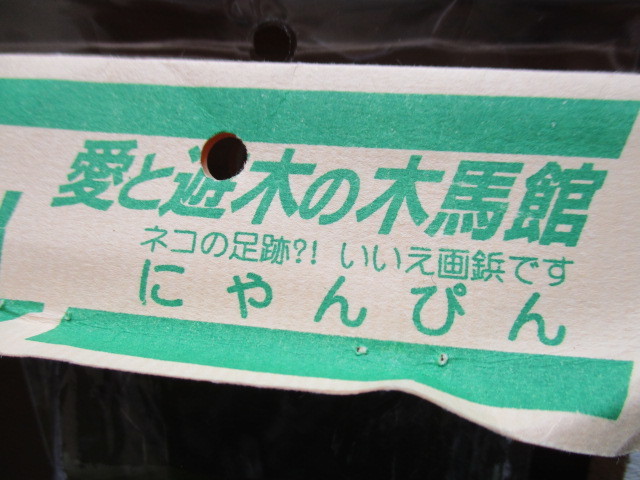 愛と遊木の木馬館
ネコの足跡?! いいえ画鋲です
にゃんぴん